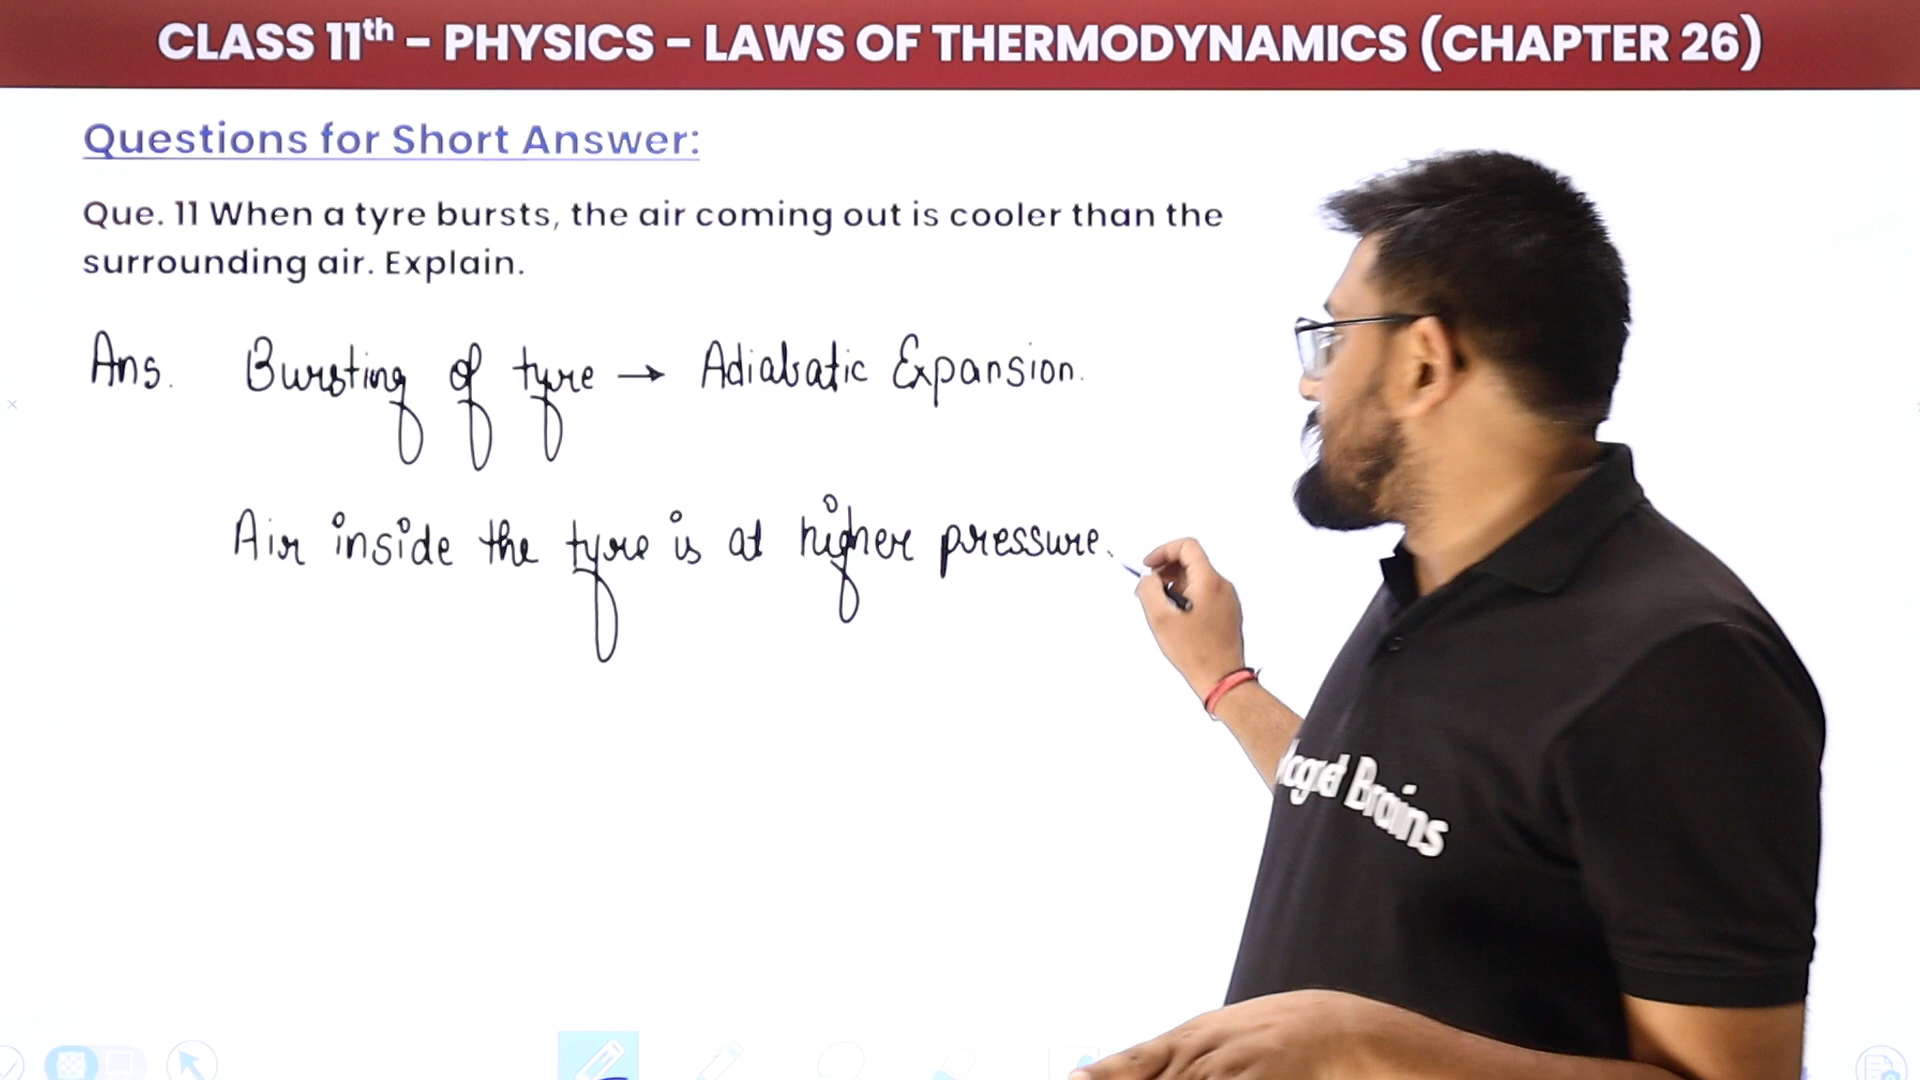 CLASS 11th - PHYSICS - LAWS OF THERMODYNAMICS (CHAPTER 26)
Questions for Short Answer:
Que. 11 When a tyre bursts, the air coming out is cooler than the
surrounding air. Explain.
Ans. Bursting of tyre → Adiabatic Expansion.
Air inside the tyre is at higher pressure.
Brains